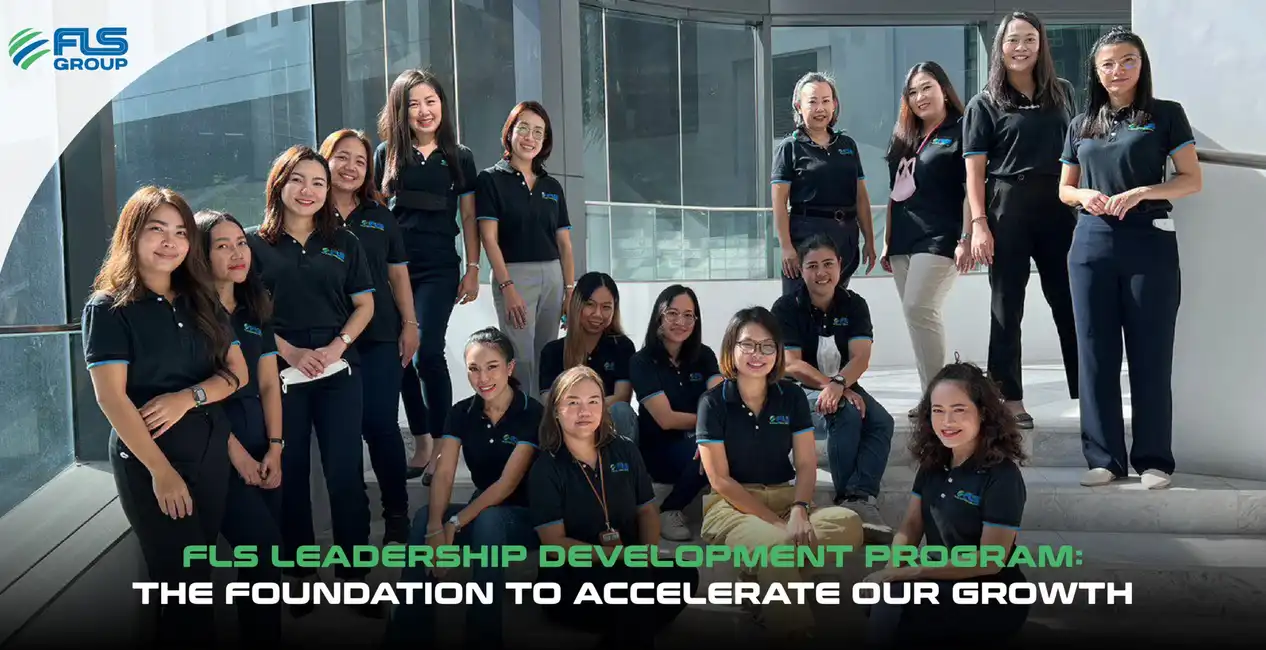 FLS
GROUP
FLS LEADERSHIP DEVELOPMENT PROGRAM:
THE FOUNDATION TO ACCELERATE OUR GROWTH